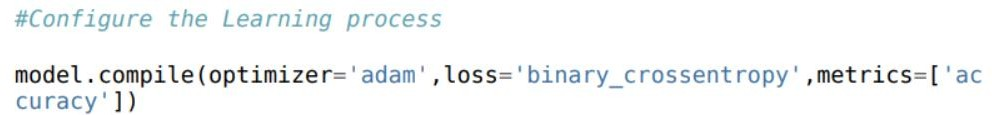 #Configure the Learning process
model.compile(optimizer='adam',loss='binary_crossentropy',metrics=['ac
curacy'])